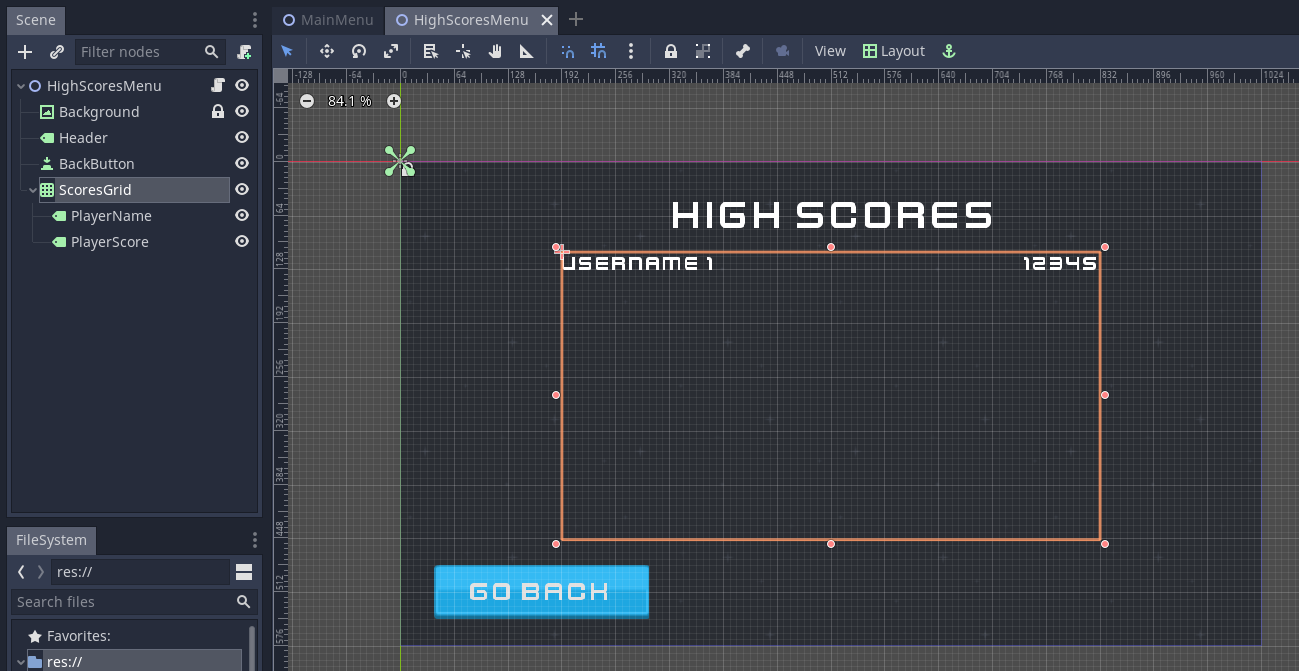 Scene
MainMenu
HighScoresMenu
Filter nodes
View
Layout
-128 -64 0 64 128 192 256 320 384 448 512 576 640 704 768 832 896 960 1024
HighScoresMenu
Background
Header
BackButton
ScoresGrid
PlayerName
PlayerScore
84.1 %
-64
0
64
128
192
256
320
384
448
512
576
HIGH SCORES
USERNAME 1
12345
GO BACK
FileSystem
res://
Search files
Favorites:
res://